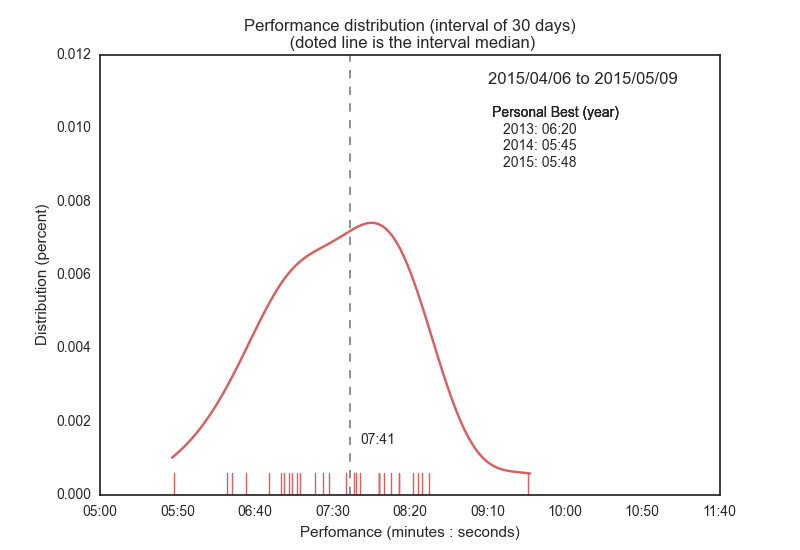 Performance distribution (interval of 30 days)
(doted line is the interval median)
0.012
2015/04/06 to 2015/05/09
Personal Best (year)
2013: 06:20
2014: 05:45
2015: 05:48
0.010
0.008
0.006
0.004
0.002
0.000
Distribution (percent)
07:41
05:00 05:50 06:40 07:30 08:20 09:10 10:00 10:50 11:40
Perfomance (minutes : seconds)